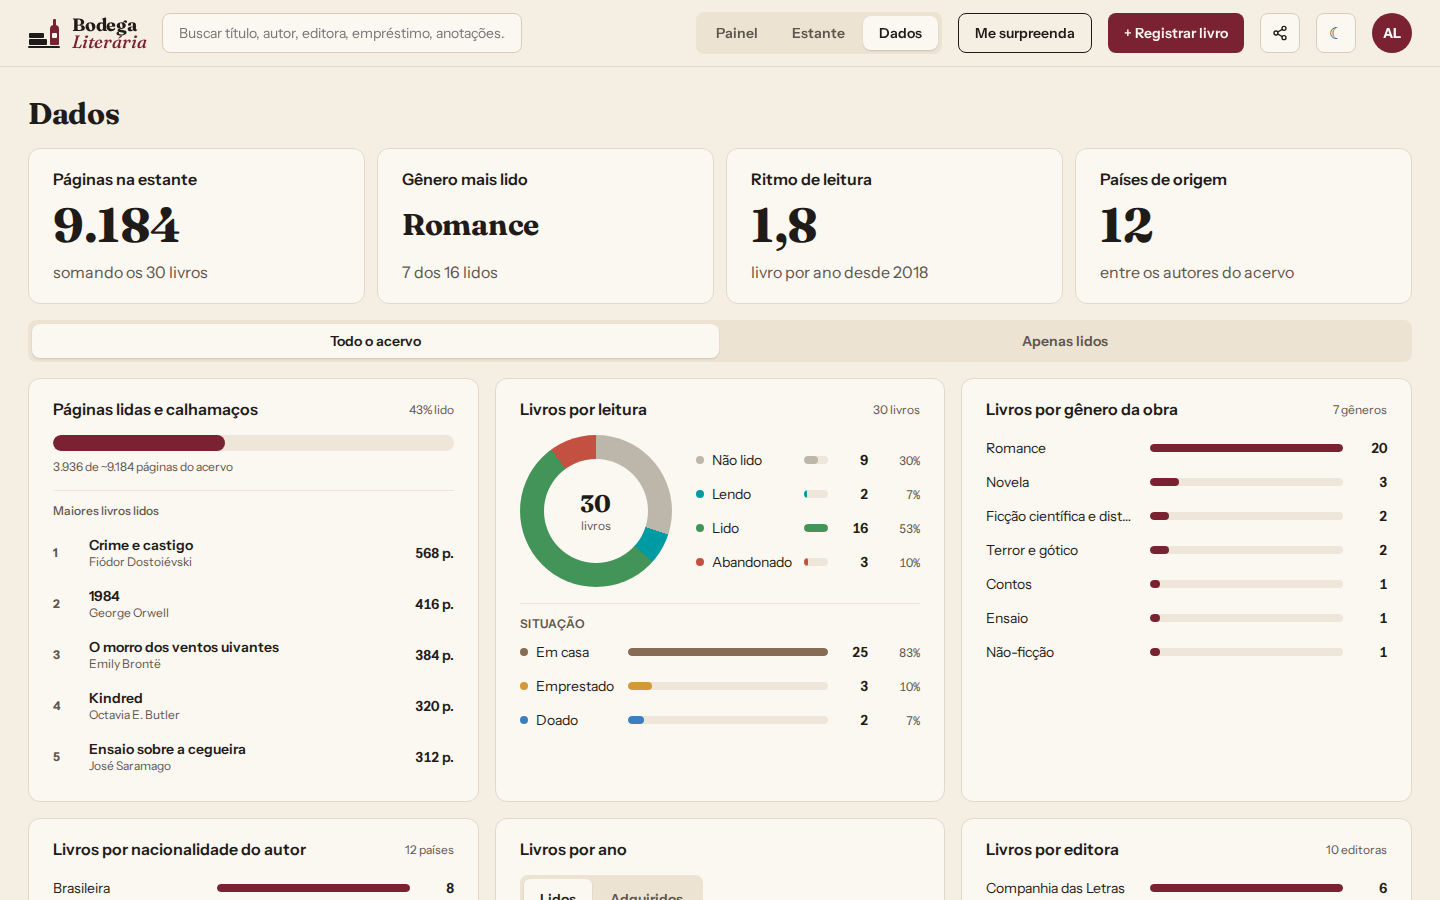 Bodega
Literária
Buscar título, autor, editora, empréstimo, anotações.
Painel
Estante
Dados
Me surpreenda
+ Registrar livro
AL
Dados
Páginas na estante
9.184
somando os 30 livros
Gênero mais lido
Romance
7 dos 16 lidos
Ritmo de leitura
1,8
livro por ano desde 2018
Países de origem
12
entre os autores do acervo
Todo o acervo
Apenas lidos
Páginas lidas e calhamaços
43% lido
3.936 de ~9.184 páginas do acervo
Maiores livros lidos
1 Crime e castigo 568 p.
Fiódor Dostoiévski
2 1984 416 p.
George Orwell
3 O morro dos ventos uivantes 384 p.
Emily Brontë
4 Kindred 320 p.
Octavia E. Butler
5 Ensaio sobre a cegueira 312 p.
José Saramago
Livros por leitura
30 livros
30
livros
Não lido 9 30%
Lendo 2 7%
Lido 16 53%
Abandonado 3 10%
SITUAÇÃO
Em casa 25 83%
Emprestado 3 10%
Doado 2 7%
Livros por gênero da obra
7 gêneros
Romance 20
Novela 3
Ficção científica e dist... 2
Terror e gótico 2
Contos 1
Ensaio 1
Não-ficção 1
Livros por nacionalidade do autor
12 países
Brasileira 8
Livros por ano
Lidos
Adquiridos
Livros por editora
10 editoras
Companhia das Letras 6